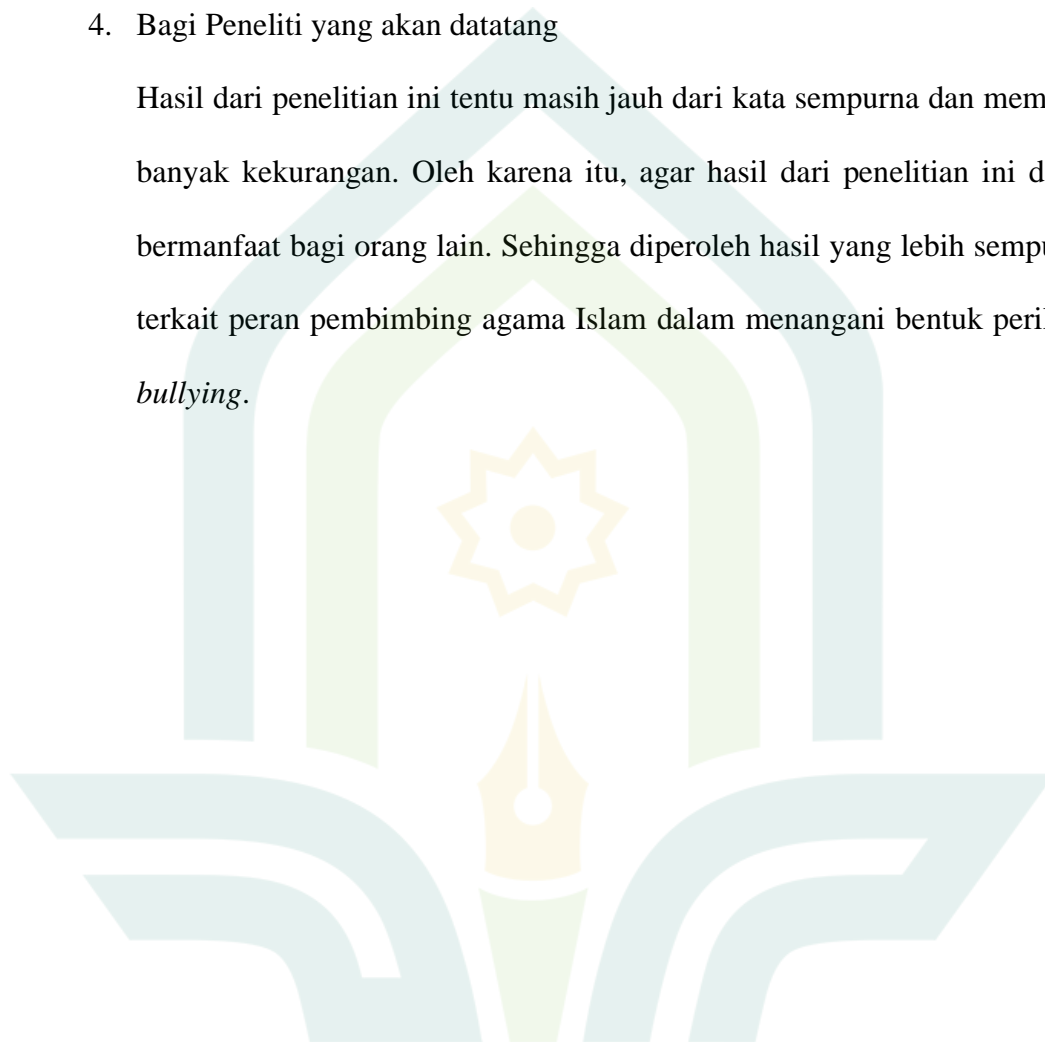 4. Bagi Peneliti yang akan datatang
Hasil dari penelitian ini tentu masih jauh dari kata sempurna dan mem
banyak kekurangan. Oleh karena itu, agar hasil dari penelitian ini d
bermanfaat bagi orang lain. Sehingga diperoleh hasil yang lebih semp
terkait peran pembimbing agama Islam dalam menangani bentuk peri
bullying.